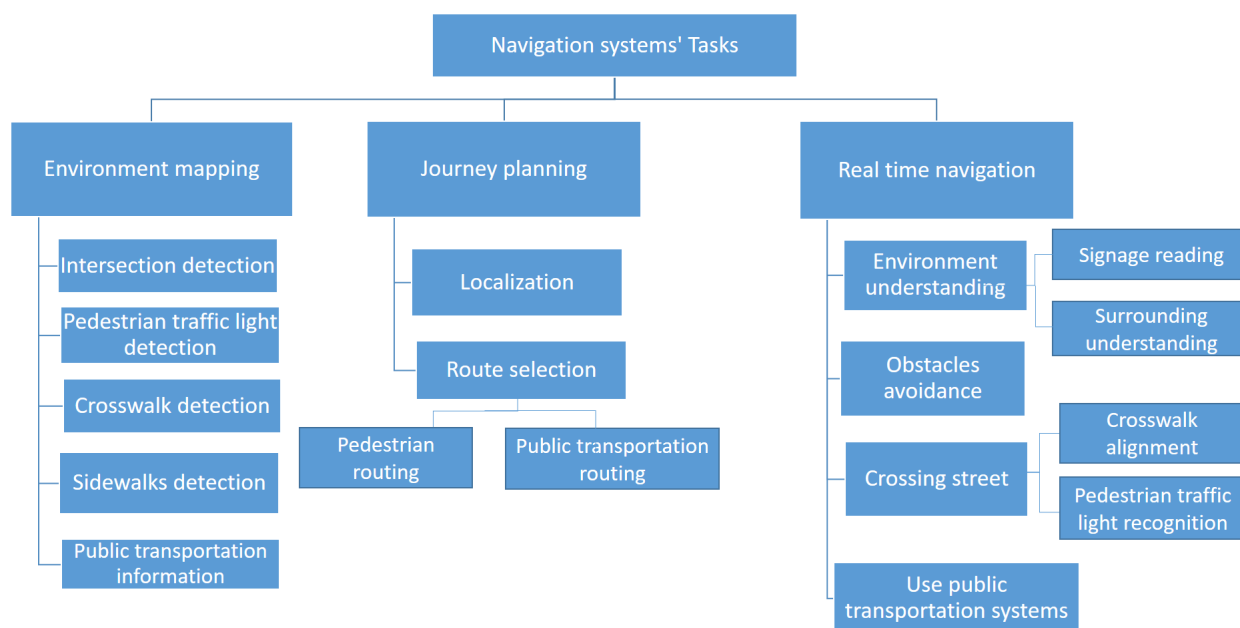 Navigation systems' Tasks
Environment mapping
Intersection detection
Pedestrian traffic light
detection
Crosswalk detection
Sidewalks detection
Public transportation
information
Journey planning
Localization
Route selection
Pedestrian
routing
Public transportation
routing
Real time navigation
Environment
understanding
Signage reading
Surrounding
understanding
Obstacles
avoidance
Crossing street
Crosswalk
alignment
Pedestrian traffic
light recognition
Use public
transportation systems